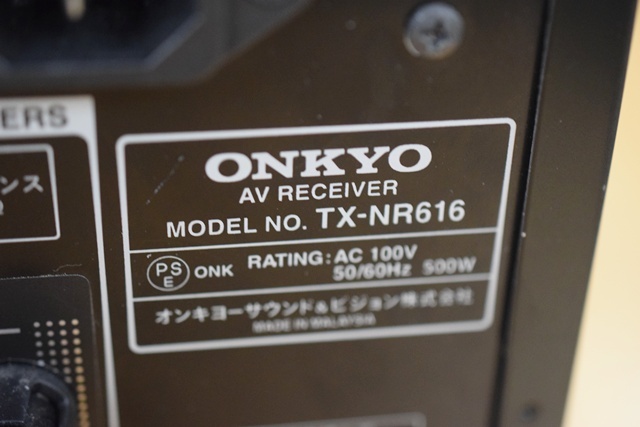 ERS
ンス
Ω
ONKYO
AV RECEIVER
MODEL NO. TX-NR616
PS
E
ONK
RATING: AC 100V
50/60Hz 500W
オンキヨーサウンド&ビジョン株式会社
MADE IN MALAYSIA